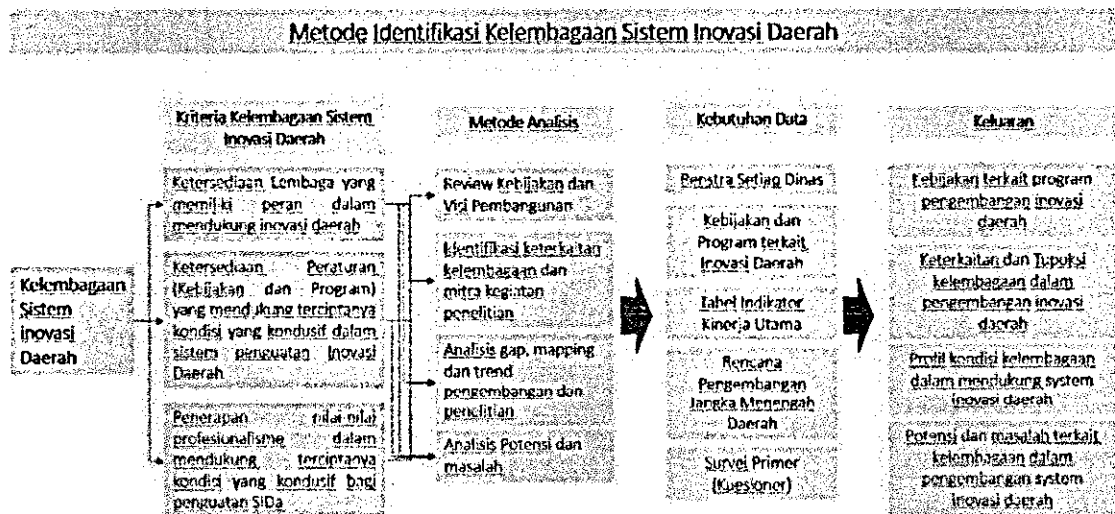 Metode Identifikasi Kelembagaan Sistem Inovasi Daerah
Kelembagaan
Sistem
inovasi
Daerah
Kriteria Kelembagaan Sistem
Inovasi Daerah
Ketersediaan Lembaga yang
memiliki peran dalam
mendukung inovasi daerah
Ketersediaan Peraturan
(Kebijakan dan Program)
yang mendukung terciptanya
kondisi yang kondusif dalam
sistem penguatan Inovasi
Daerah
Penerapan nilai-nilai
profesionalisme dalam
mendukung terciptanya
kondisi yang kondusif bagi
penguatan SIDa
Metode Analisis
Review Kebijakan dan
Visi Pembangunan
Identifikasi keterkaitan
kelembagaan dan
mitra kegiatan
penelitian
Analisis gap, mapping
dan trend
pengembangan dan
penelitian
Analisis Potensi dan
masalah
Kebutuhan Data
Renstra Setiap Dinas
Kebijakan dan
Program terkait
Inovasi Daerah
Tabel Indikator
Kinerja Utama
Rencana
Pengembangan
Jangka Menengah
Daerah
Survei Primer
(Kuesioner)
Keluaran
Kebijakan terkait program
pengembangan inovasi
daerah
Keterkaitan dan Tupoksi
kelembagaan dalam
pengembangan inovasi
daerah
Profil kondisi kelembagaan
dalam mendukung system
inovasi daerah
Potensi dan masalah terkait
kelembagaan dalam
pengembangan system
inovasi daerah